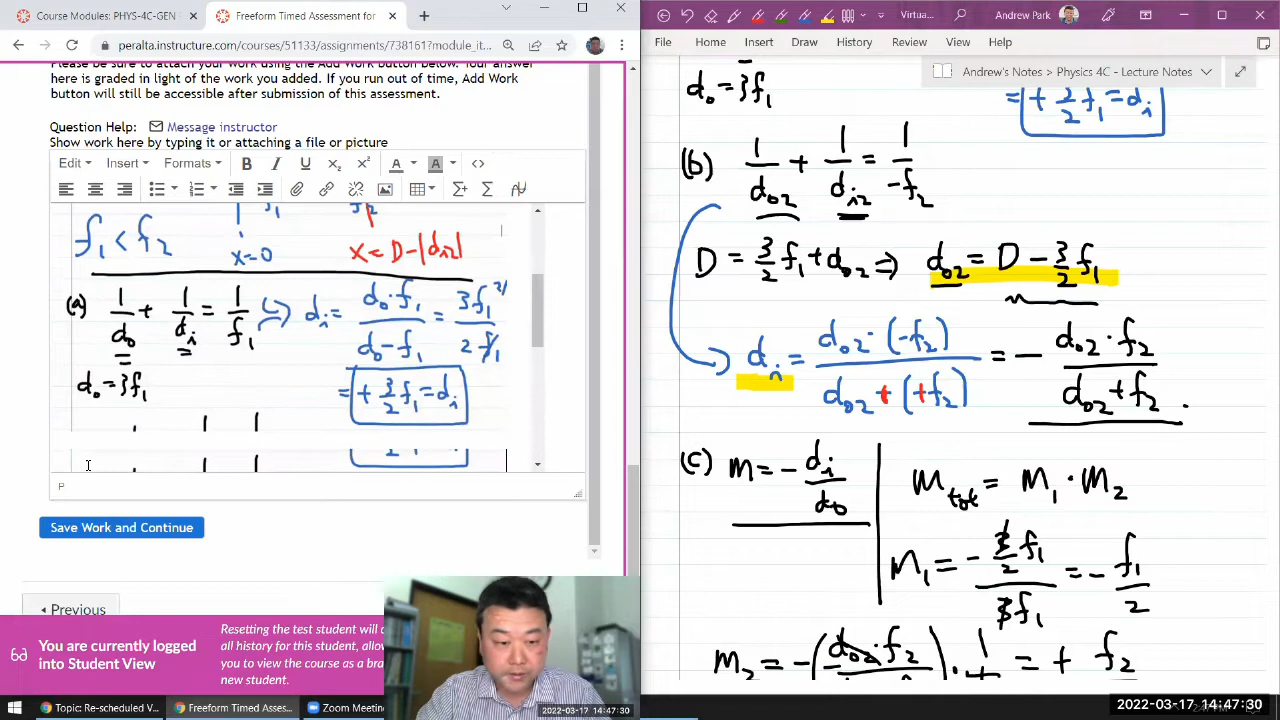 Course Modules: PHYS-4C-GEN
Freeform Timed Assessment for
peralta.instructure.com/courses/51133/assignments/738161?module_it...
Please be sure to attach your work using the Add Work button below. Your answer
here is graded in light of the work you added. If you run out of time, Add Work
button will still be accessible after submission of this assessment.
Question Help: Message instructor
Show work here by typing it or attaching a file or picture
Edit Insert Formats B I U X₂ X² A A
f₁ < f₂
f₁
f₂
x=0
x = D-|di2|
(a) 1/do + 1/di = 1/f₁ ⇒ di = do·f₁/do-f₁ = 3f₁²/2f₁
do=3f₁
= + 3/2 f₁ = di
P
Save Work and Continue
Previous
You are currently logged
into Student View
Resetting the test student will
all history for this student, allo
you to view the course as a bra
new student.
Topic: Re-scheduled V...
Freeform Timed Asses...
Zoom Meeting
2022-03-17 14:47:30
Virtua...
Andrew Park
File Home Insert Draw History Review View Help
Andrew's Notes » Physics 4C - Lecture Notes
do=3f₁
= + 3/2 f₁ = di
(b) 1/do2 + 1/di2 = 1/-f₂
D = 3/2 f₁ + do2 ⇒ do2 = D - 3/2 f₁
di = do2·(-f₂)/do2+(+f₂) = - do2·f₂/do2+f₂
(c) m = - di/do
Mtot = M₁·M₂
M₁ = - 3/2 f₁/3f₁ = - f₁/2
M₂ = -(do2·f₂
) · 1
= + f₂
2022-03-17 14:47:30